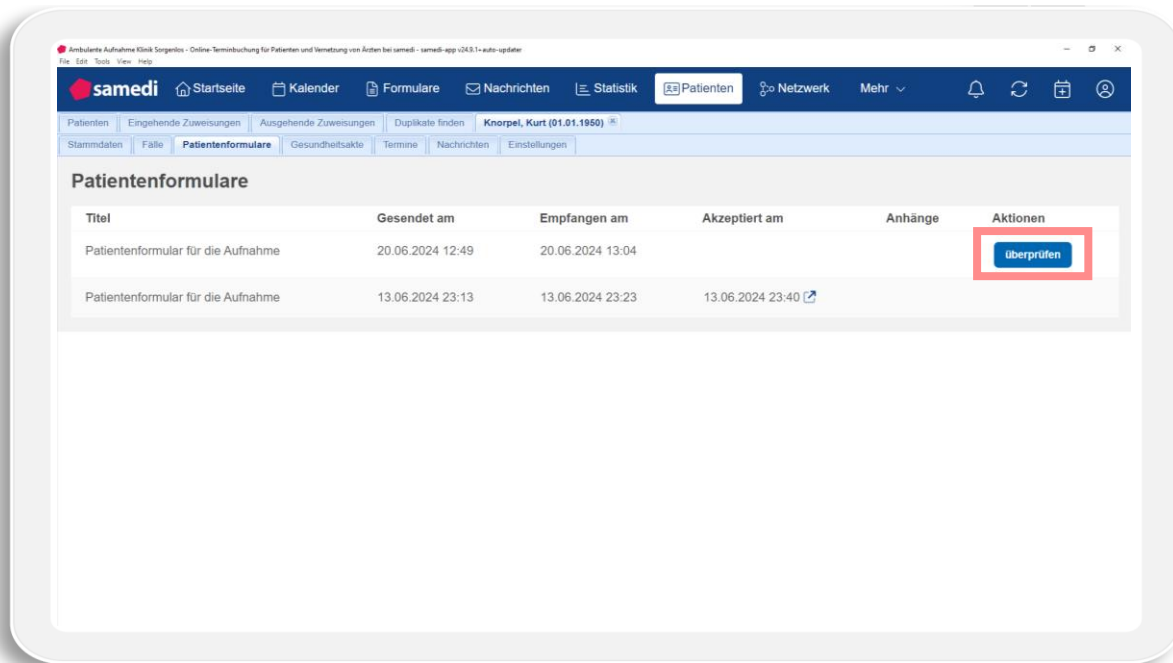 Ambulante Aufnahme Klinik Sorgenlos - Online-Terminbuchung für Patienten und Vernetzung von Ärzten bei samedi - samedi-app v24.9.1+auto-updater
File Edit Tools View Help
samedi Startseite Kalender Formulare Nachrichten Statistik Patienten Netzwerk Mehr
Patienten Eingehende Zuweisungen Ausgehende Zuweisungen Duplikate finden Knorpel, Kurt (01.01.1950)
Stammdaten Fälle Patientenformulare Gesundheitsakte Termine Nachrichten Einstellungen
Patientenformulare
Titel Gesendet am Empfangen am Akzeptiert am Anhänge Aktionen
Patientenformular für die Aufnahme 20.06.2024 12:49 20.06.2024 13:04 überprüfen
Patientenformular für die Aufnahme 13.06.2024 23:13 13.06.2024 23:23 13.06.2024 23:40